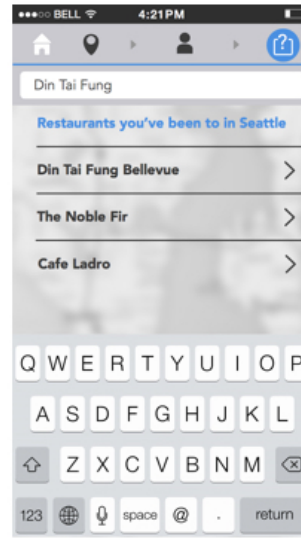 BELL 4:21PM
Din Tai Fung
Restaurants you've been to in Seattle
Din Tai Fung Bellevue
The Noble Fir
Cafe Ladro
Q W E R T Y U I O P
A S D F G H J K L
Z X C V B N M
123 space @ . return